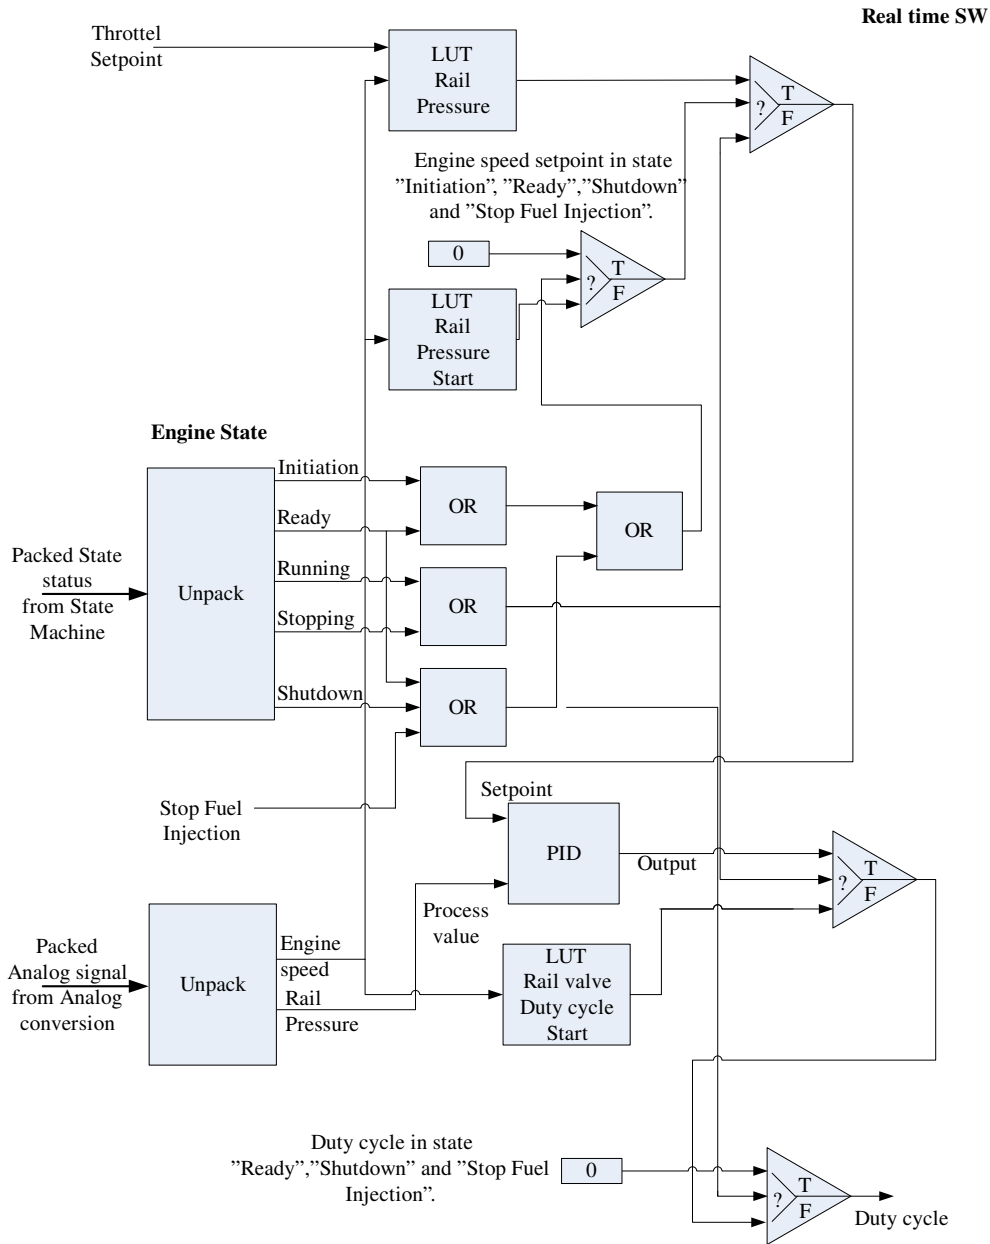 Real time SW
Throttel
Setpoint
LUT
Rail
Pressure
T
?
F
Engine speed setpoint in state
”Initiation”, ”Ready”,”Shutdown”
and ”Stop Fuel Injection”.
0
T
?
F
LUT
Rail
Pressure
Start
Engine State
Initiation
Ready
Running
Stopping
Shutdown
OR
OR
OR
OR
Packed State
status
from State
Machine
Unpack
Stop Fuel
Injection
Setpoint
PID
Output
T
?
F
Process
value
Packed
Analog signal
from Analog
conversion
Unpack
Engine
speed
Rail
Pressure
LUT
Rail valve
Duty cycle
Start
Duty cycle in state
”Ready”,”Shutdown” and ”Stop Fuel
Injection”.
0
T
?
F
Duty cycle